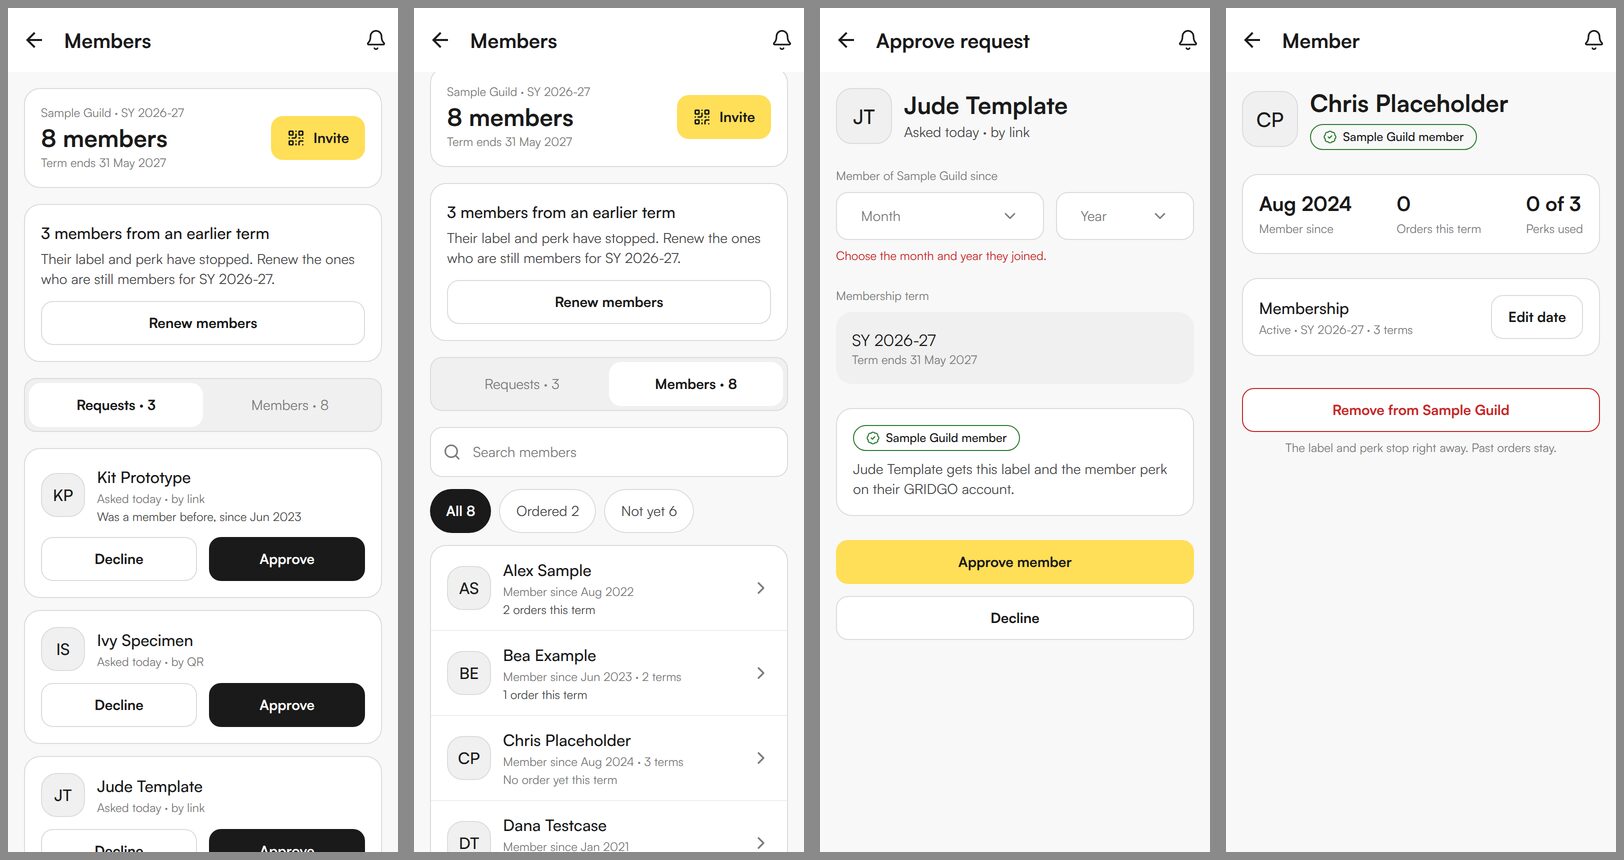 Members
Sample Guild · SY 2026-27
8 members
Term ends 31 May 2027
Invite
3 members from an earlier term
Their label and perk have stopped. Renew the ones
who are still members for SY 2026-27.
Renew members
Requests · 3
Members · 8
KP
Kit Prototype
Asked today · by link
Was a member before, since Jun 2023
Decline
Approve
IS
Ivy Specimen
Asked today · by QR
Decline
Approve
JT
Jude Template
Asked today · by link
Decline
Approve
Members
Sample Guild · SY 2026-27
8 members
Term ends 31 May 2027
Invite
3 members from an earlier term
Their label and perk have stopped. Renew the ones
who are still members for SY 2026-27.
Renew members
Requests · 3
Members · 8
Search members
All 8
Ordered 2
Not yet 6
AS
Alex Sample
Member since Aug 2022
2 orders this term
BE
Bea Example
Member since Jun 2023 · 2 terms
1 order this term
CP
Chris Placeholder
Member since Aug 2024 · 3 terms
No order yet this term
DT
Dana Testcase
Member since Jan 2021
Approve request
JT
Jude Template
Asked today · by link
Member of Sample Guild since
Month
Year
Choose the month and year they joined.
Membership term
SY 2026-27
Term ends 31 May 2027
Sample Guild member
Jude Template gets this label and the member perk
on their GRIDGO account.
Approve member
Decline
Member
CP
Chris Placeholder
Sample Guild member
Aug 2024
Member since
0
Orders this term
0 of 3
Perks used
Membership
Active · SY 2026-27 · 3 terms
Edit date
Remove from Sample Guild
The label and perk stop right away. Past orders stay.